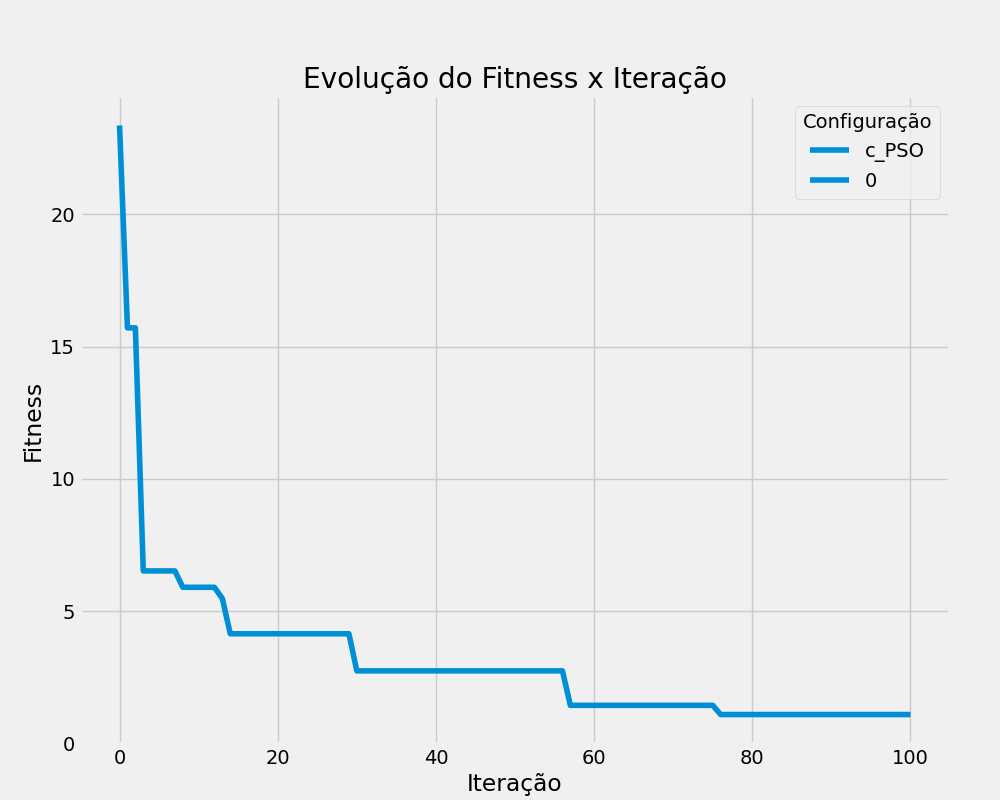 Evolução do Fitness x Iteração
Configuração
c_PSO
0
Fitness
20
15
10
5
0
0 20 40 60 80 100
Iteração